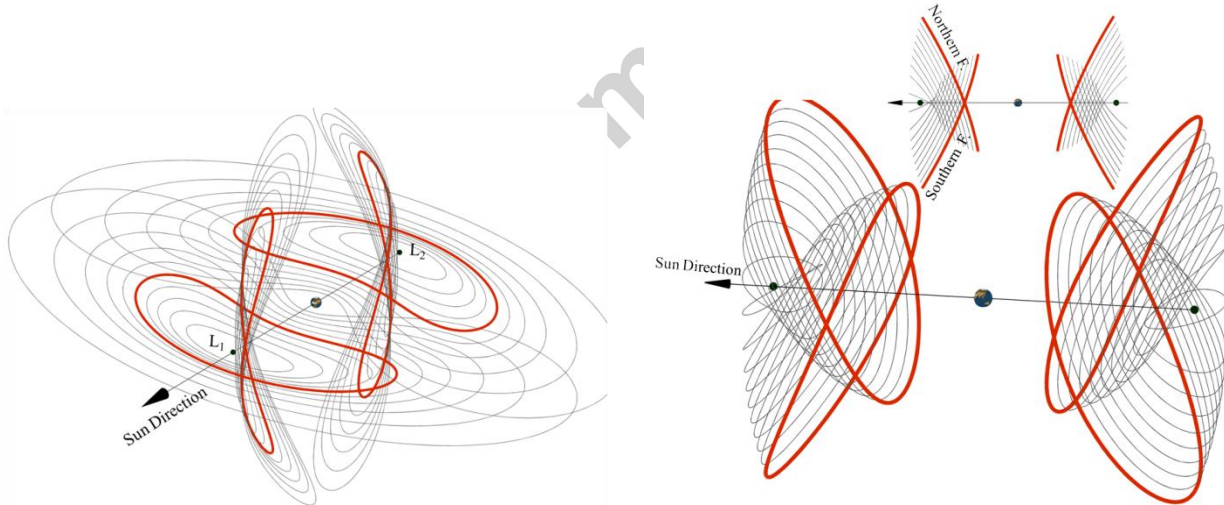 L₁
L₂
Sun Direction
m
Northern F.
Southern F.
Sun Direction